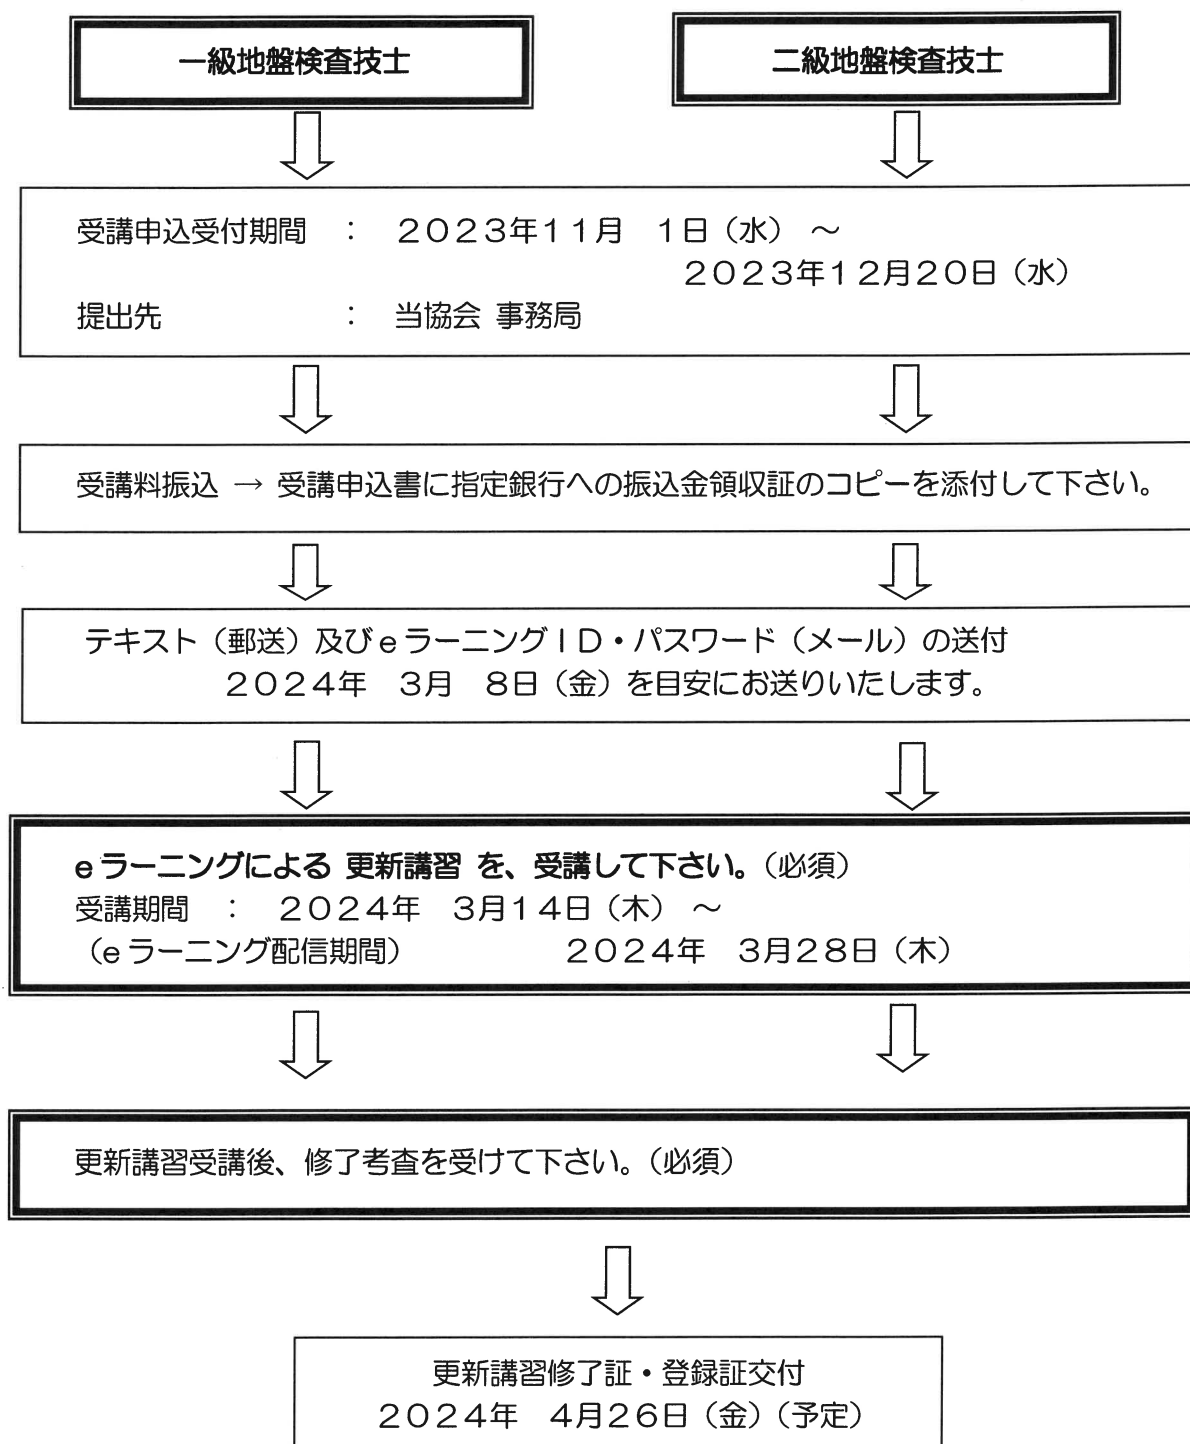 一級地盤検査技士
二級地盤検査技士
受講申込受付期間 ： ２０２３年１１月　１日（水）～
２０２３年１２月２０日（水）
提出先 ： 当協会 事務局
受講料振込 → 受講申込書に指定銀行への振込金領収証のコピーを添付して下さい。
テキスト（郵送）及びｅラーニングＩＤ・パスワード（メール）の送付
２０２４年　３月　８日（金）を目安にお送りいたします。
ｅラーニングによる 更新講習 を、受講して下さい。（必須）
受講期間 ： ２０２４年　３月１４日（木）～
（ｅラーニング配信期間） ２０２４年　３月２８日（木）
更新講習受講後、修了考査を受けて下さい。（必須）
更新講習修了証・登録証交付
２０２４年　４月２６日（金）（予定）